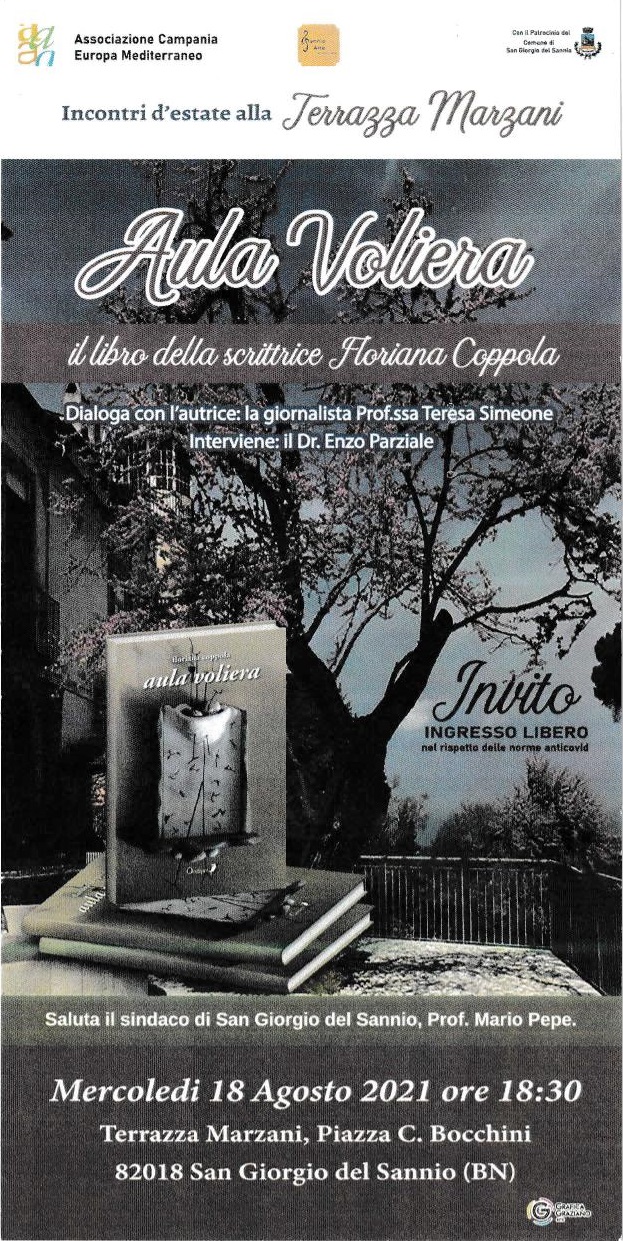 Associazione Campania
Europa Mediterraneo
Con il Patrocinio del
Comune di
San Giorgio del Sannio
Incontri d'estate alla Terrazza Marzani
Aula Voliera
il libro della scrittrice Floriana Coppola
Dialoga con l'autrice: la giornalista Prof.ssa Teresa Simeone
Interviene: il Dr. Enzo Parziale
floriana coppola
aula voliera
Invito
INGRESSO LIBERO
nel rispetto delle norme anticovid
aula
Saluta il sindaco di San Giorgio del Sannio, Prof. Mario Pepe.
Mercoledì 18 Agosto 2021 ore 18:30
Terrazza Marzani, Piazza C. Bocchini
82018 San Giorgio del Sannio (BN)
GRAFICA
GRAZIANO